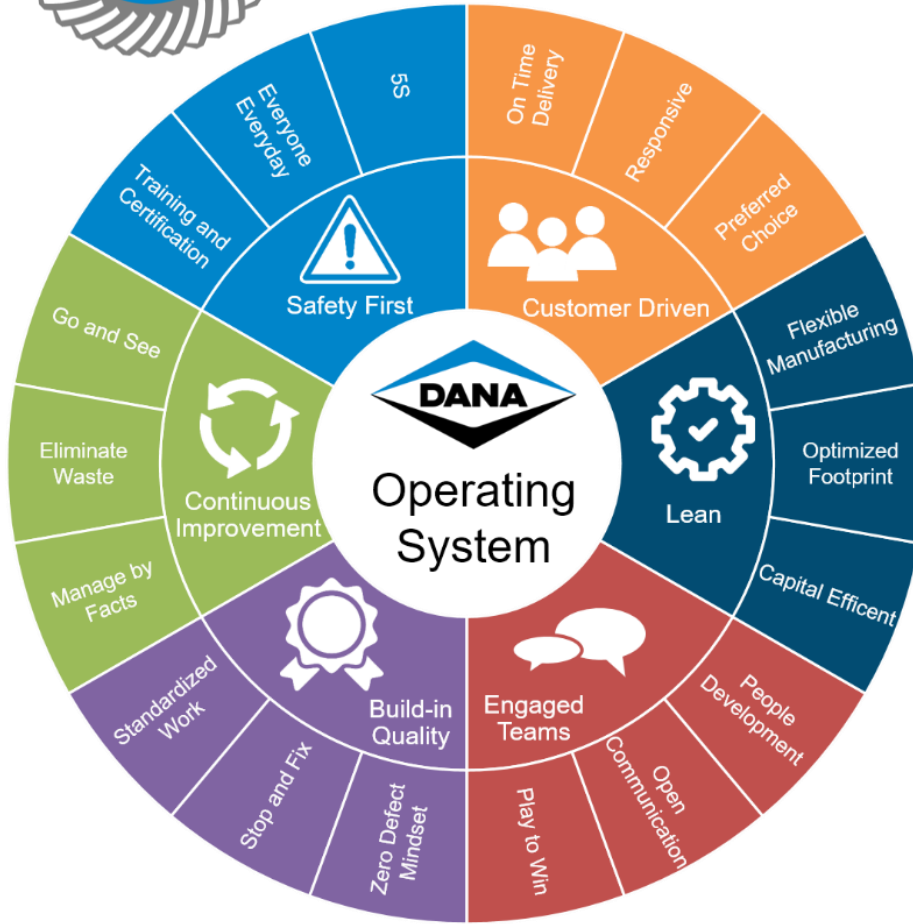 DANA
Operating
System
Safety First
5S
Everyone
Everyday
Training and
Certification
Customer Driven
On Time
Delivery
Responsive
Preferred
Choice
Lean
Flexible
Manufacturing
Optimized
Footprint
Capital Efficent
Engaged
Teams
People
Development
Open
Communication
Play to Win
Build-in
Quality
Zero Defect
Mindset
Stop and Fix
Standardized
Work
Continuous
Improvement
Manage by
Facts
Eliminate
Waste
Go and See